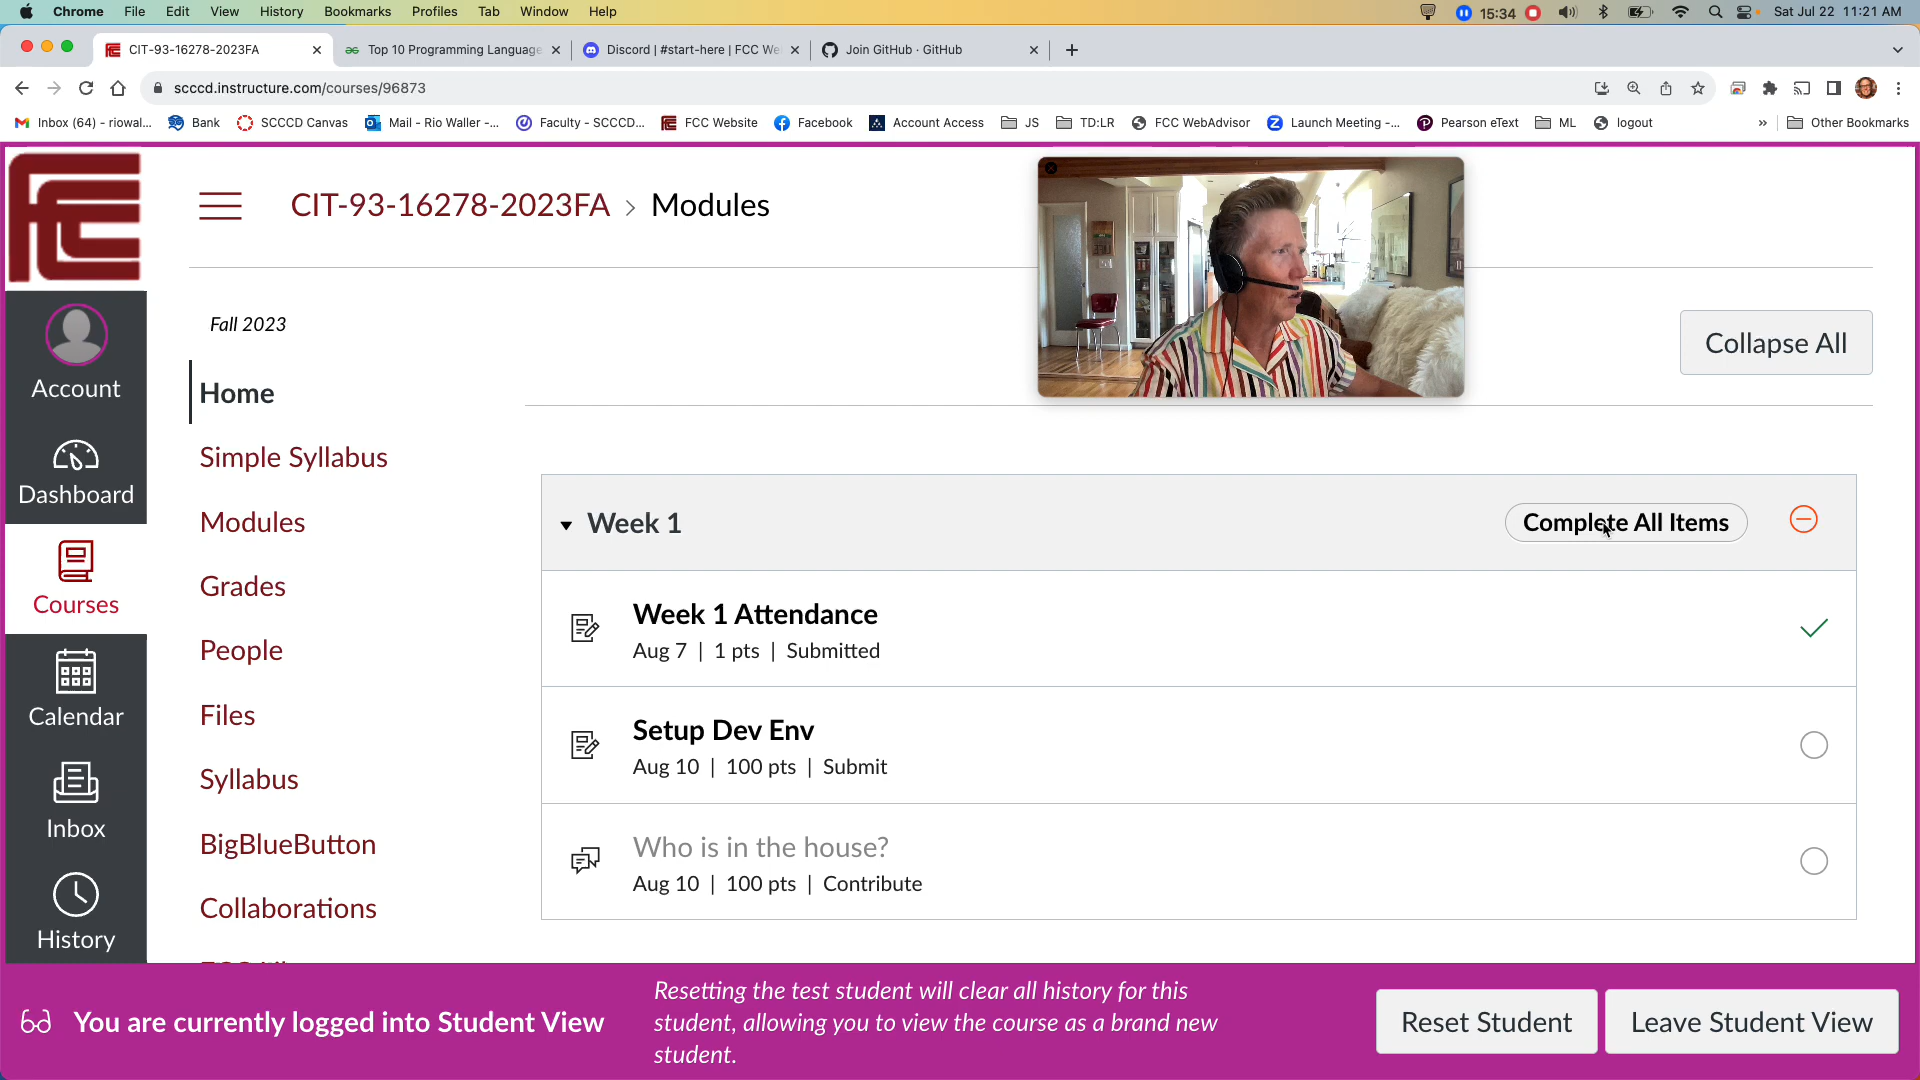 Chrome File Edit View History Bookmarks Profiles Tab Window Help 15:34 Sat Jul 22 11:21 AM
CIT-93-16278-2023FA Top 10 Programming Language Discord | #start-here | FCC We Join GitHub · GitHub
scccd.instructure.com/courses/96873
Inbox (64) - riowal... Bank SCCCD Canvas Mail - Rio Waller -... Faculty - SCCCD... FCC Website Facebook Account Access JS TD:LR FCC WebAdvisor Launch Meeting -... Pearson eText ML logout » Other Bookmarks
FCC
CIT-93-16278-2023FA > Modules
Fall 2023
Collapse All
Account
Dashboard
Courses
Calendar
Inbox
History
Home
Simple Syllabus
Modules
Grades
People
Files
Syllabus
BigBlueButton
Collaborations
Week 1 Complete All Items
Week 1 Attendance
Aug 7 | 1 pts | Submitted
Setup Dev Env
Aug 10 | 100 pts | Submit
Who is in the house?
Aug 10 | 100 pts | Contribute
You are currently logged into Student View
Resetting the test student will clear all history for this
student, allowing you to view the course as a brand new
student.
Reset Student Leave Student View